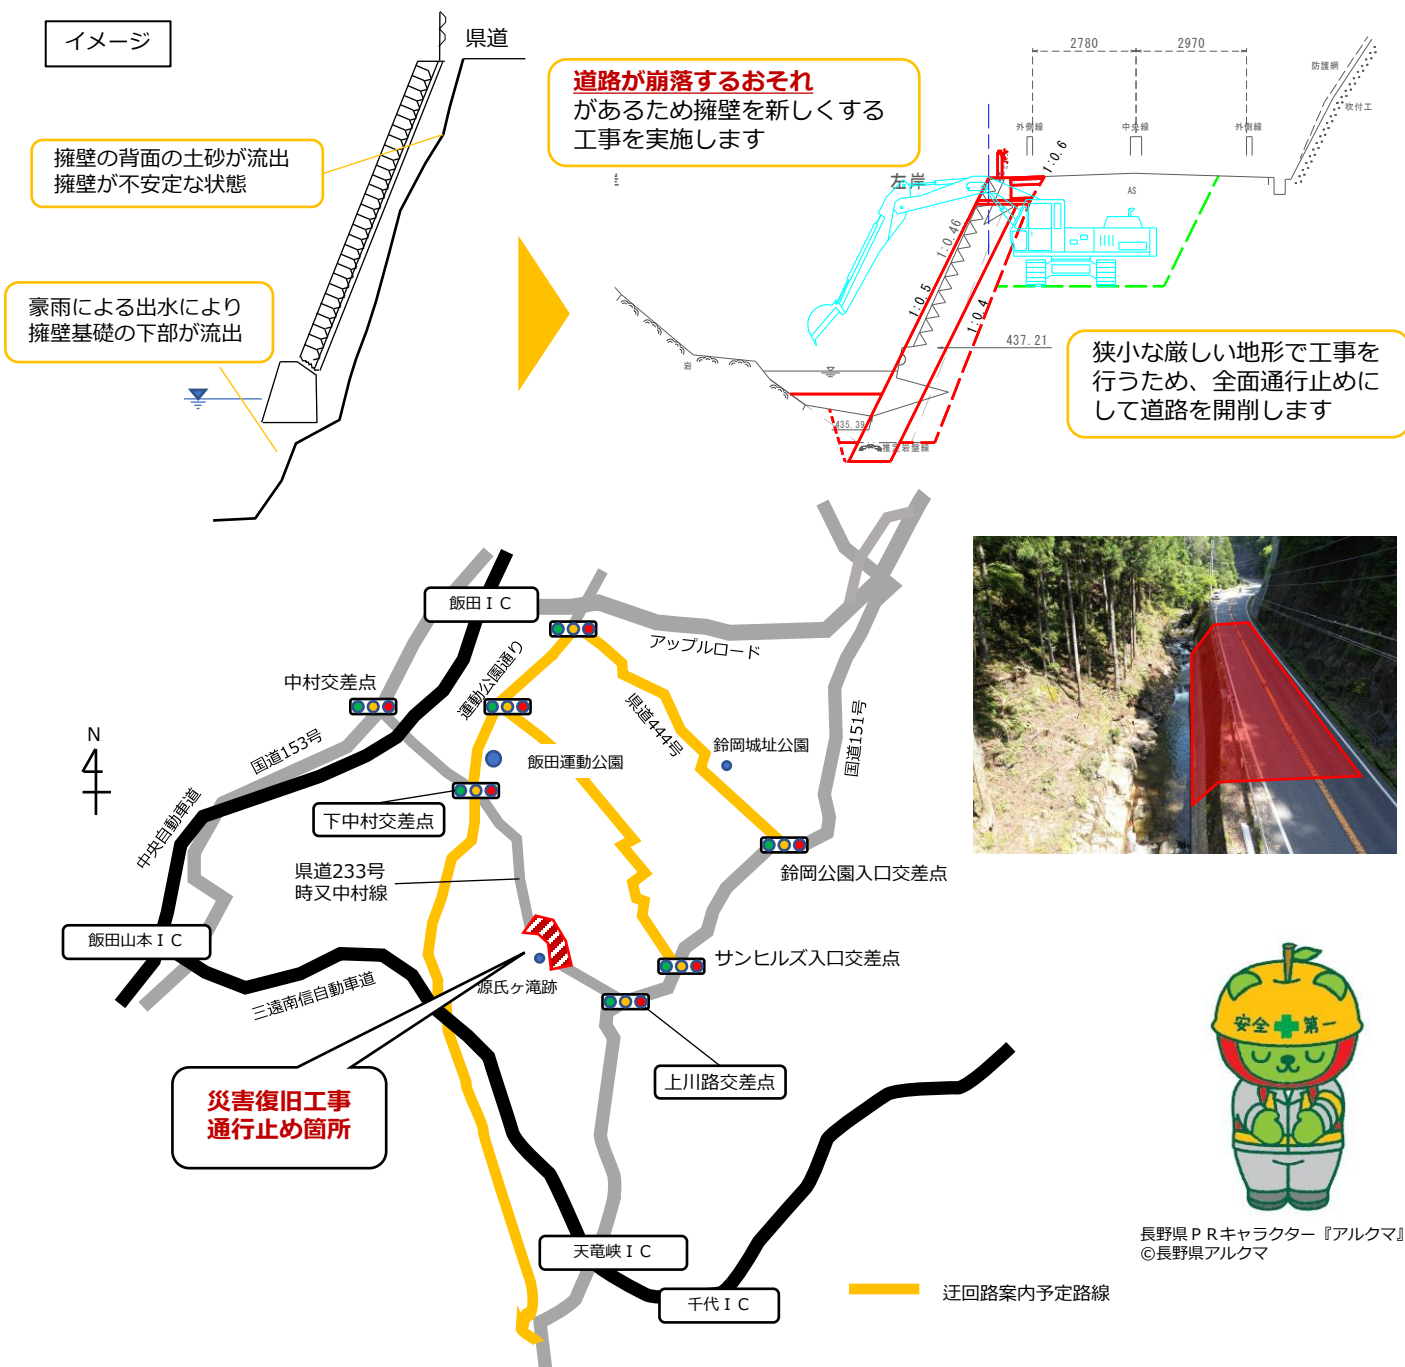 イメージ
県道
擁壁の背面の土砂が流出
擁壁が不安定な状態
豪雨による出水により
擁壁基礎の下部が流出
道路が崩落するおそれ
があるため擁壁を新しくする
工事を実施します
2780
2970
防護網
吹付工
外側線
中央線
外側線
左岸
AS
1:0.6
1:0.46
1:0.5
1:0.4
437.21
岩
435.39
推定岩盤線
狭小な厳しい地形で工事を
行うため、全面通行止めに
して道路を開削します
飯田ＩＣ
アップルロード
運動公園通り
中村交差点
国道153号
県道444号
鈴岡城址公園
国道151号
飯田運動公園
N
下中村交差点
中央自動車道
県道233号
時又中村線
鈴岡公園入口交差点
飯田山本ＩＣ
サンヒルズ入口交差点
源氏ヶ滝跡
三遠南信自動車道
上川路交差点
災害復旧工事
通行止め箇所
安全
第一
天竜峡ＩＣ
千代ＩＣ
迂回路案内予定路線
長野県ＰＲキャラクター『アルクマ』
©長野県アルクマ